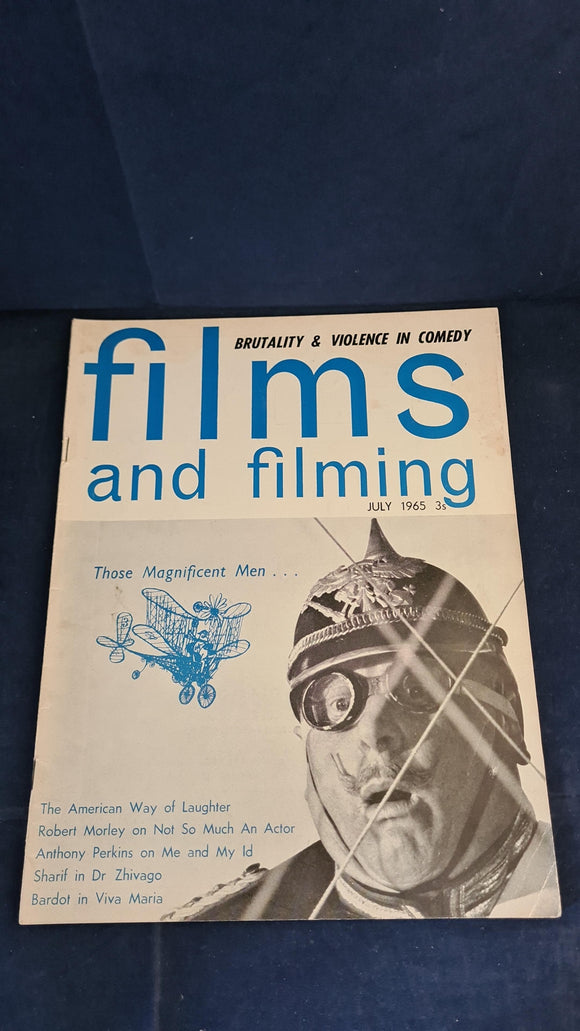 BRUTALITY & VIOLENCE IN COMEDY
films
and filming
JULY 1965 3s
Those Magnificent Men . . .
The American Way of Laughter
Robert Morley on Not So Much An Actor
Anthony Perkins on Me and My Id
Sharif in Dr Zhivago
Bardot in Viva Maria